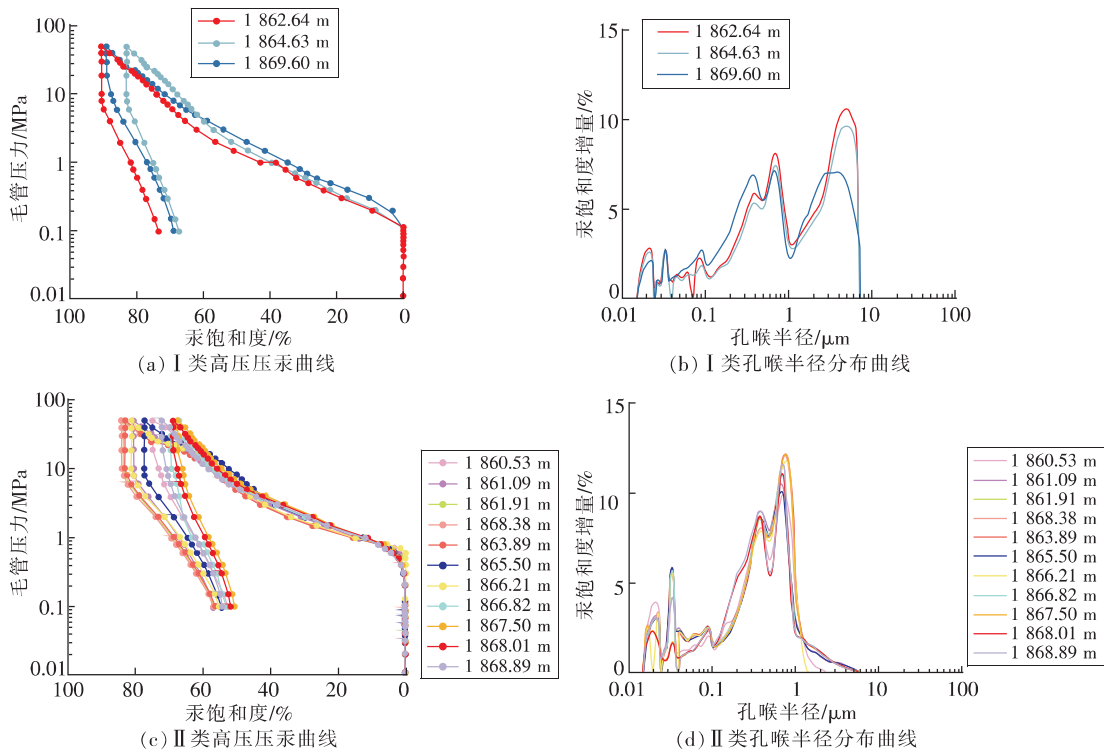 1 862.64 m
1 864.63 m
1 869.60 m
毛管压力/MPa
100
10
1
0.1
0.01
100
80
60
40
20
0
汞饱和度/%
(a) Ⅰ类高压压汞曲线
1 862.64 m
1 864.63 m
1 869.60 m
汞饱和度增量/%
15
10
5
0
0.01
0.1
1
10
100
孔喉半径/μm
(b) Ⅰ类孔喉半径分布曲线
毛管压力/MPa
100
10
1
0.1
0.01
100
80
60
40
20
0
汞饱和度/%
(c) Ⅱ类高压压汞曲线
1 860.53 m
1 861.09 m
1 861.91 m
1 868.38 m
1 863.89 m
1 865.50 m
1 866.21 m
1 866.82 m
1 867.50 m
1 868.01 m
1 868.89 m
汞饱和度增量/%
15
10
5
0
0.01
0.1
1
10
100
孔喉半径/μm
(d) Ⅱ类孔喉半径分布曲线
1 860.53 m
1 861.09 m
1 861.91 m
1 868.38 m
1 863.89 m
1 865.50 m
1 866.21 m
1 866.82 m
1 867.50 m
1 868.01 m
1 868.89 m